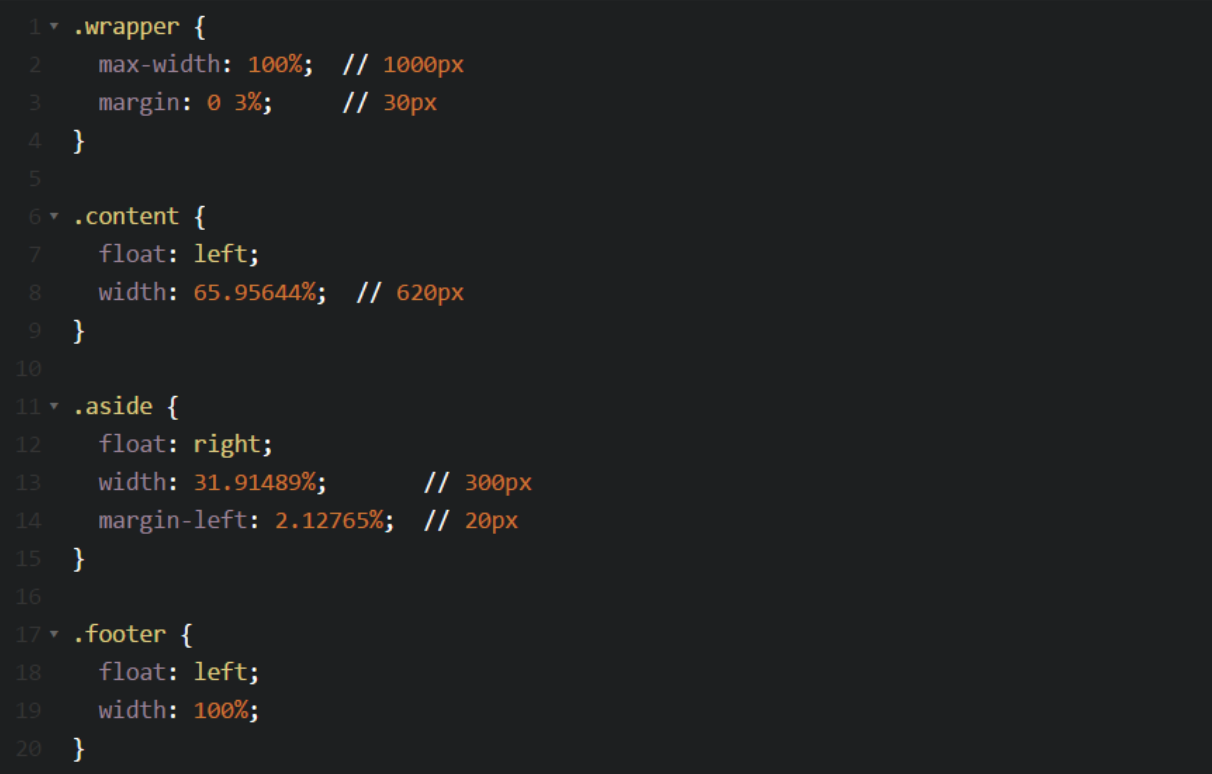 1 .wrapper {
2 max-width: 100%; // 1000px
3 margin: 0 3%; // 30px
4 }
5
6 .content {
7 float: left;
8 width: 65.95644%; // 620px
9 }
10
11 .aside {
12 float: right;
13 width: 31.91489%; // 300px
14 margin-left: 2.12765%; // 20px
15 }
16
17 .footer {
18 float: left;
19 width: 100%;
20 }